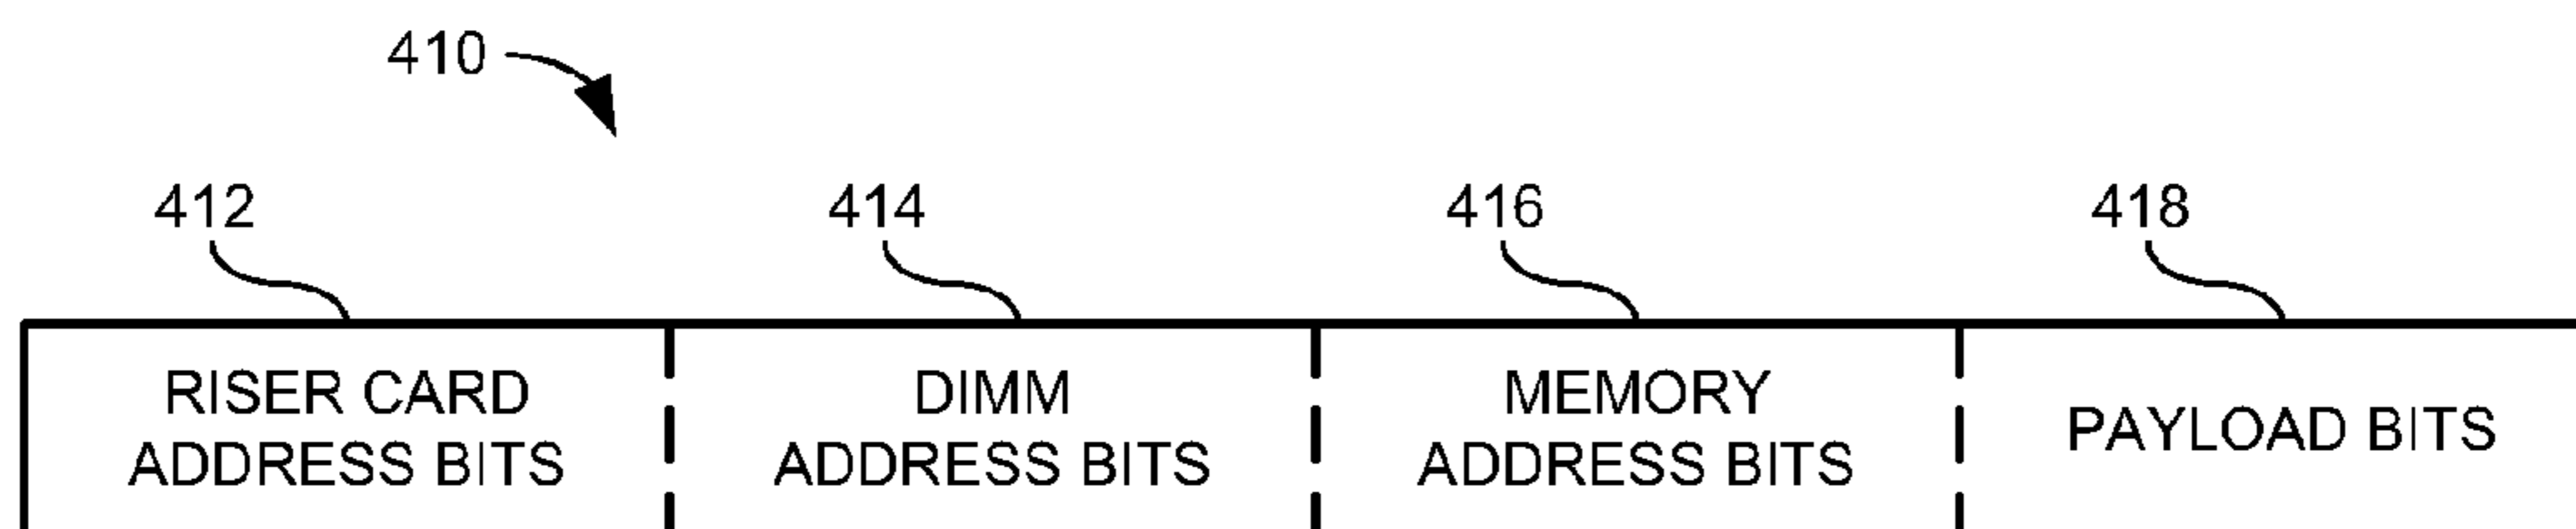 410
412
414
416
418
RISER CARD
ADDRESS BITS
DIMM
ADDRESS BITS
MEMORY
ADDRESS BITS
PAYLOAD BITS